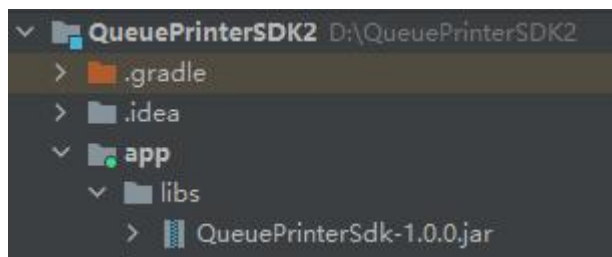 QueuePrinterSDK2 D:\QueuePrinterSDK2
.gradle
.idea
app
libs
QueuePrinterSdk-1.0.0.jar